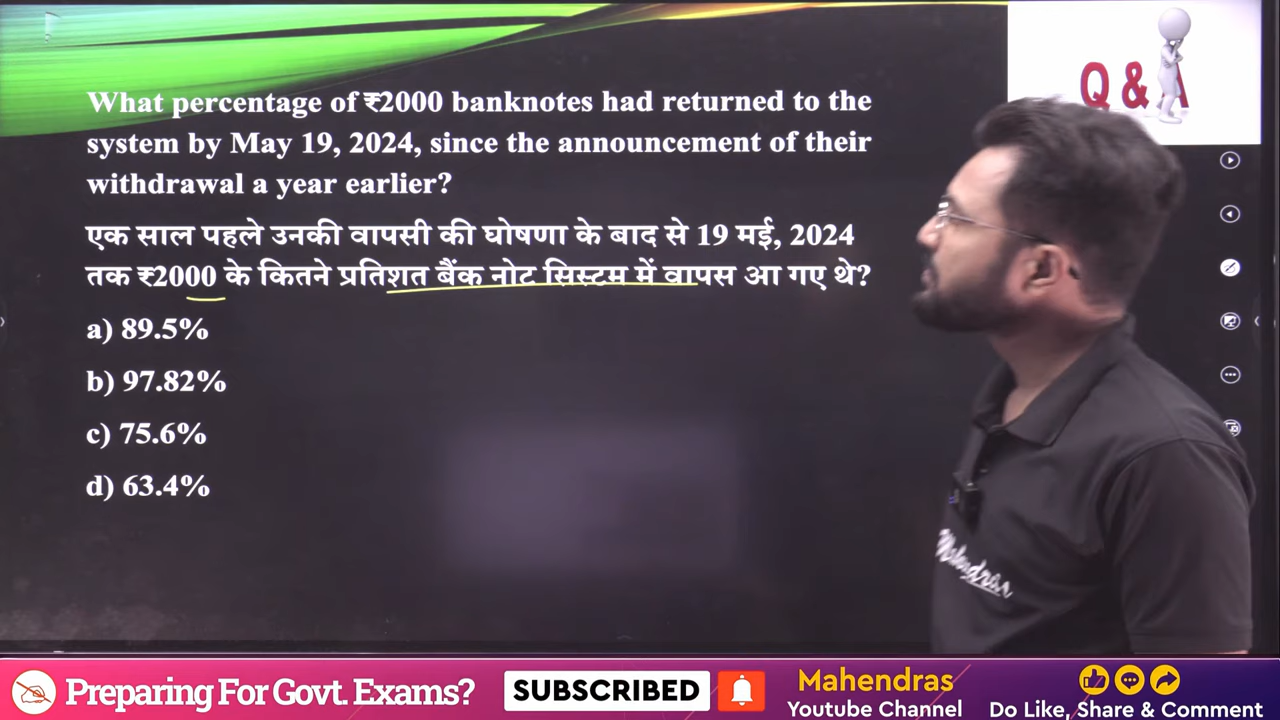 Q & A
What percentage of ₹2000 banknotes had returned to the
system by May 19, 2024, since the announcement of their
withdrawal a year earlier?
एक साल पहले उनकी वापसी की घोषणा के बाद से 19 मई, 2024
तक ₹2000 के कितने प्रतिशत बैंक नोट सिस्टम में वापस आ गए थे?
a) 89.5%
b) 97.82%
c) 75.6%
d) 63.4%
Mahendras
Preparing For Govt. Exams?
SUBSCRIBED
Mahendras
Youtube Channel
Do Like, Share & Comment